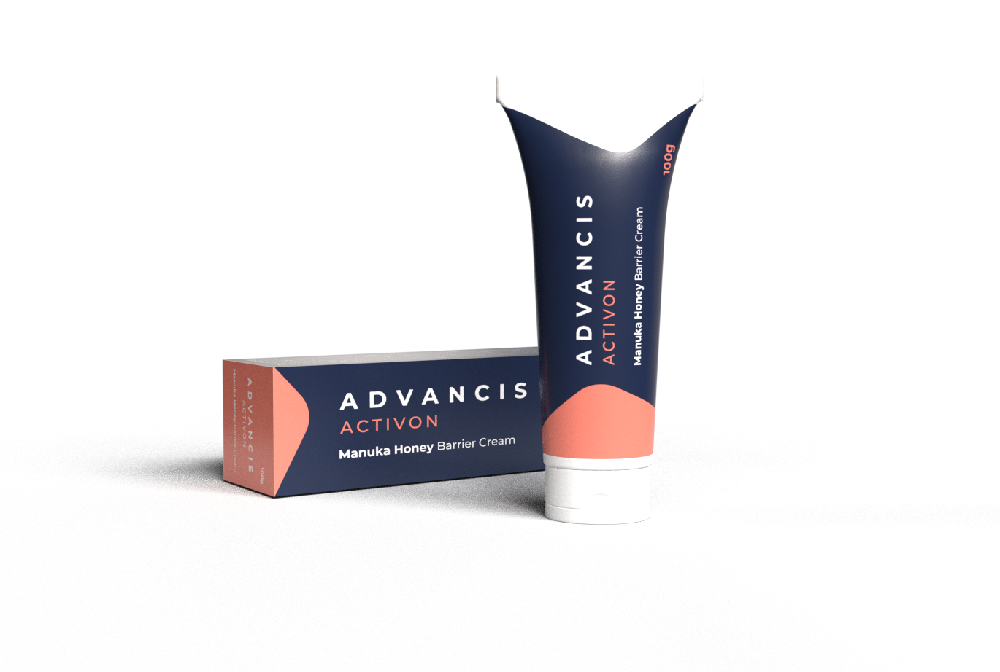 ADVANCIS
ACTIVON
Manuka Honey Barrier Cream
100g
ADVANCIS
ACTIVON
Manuka Honey Barrier Cream
ADVANCIS
ACTIVON
Manuka Honey Barrier Cream
100g